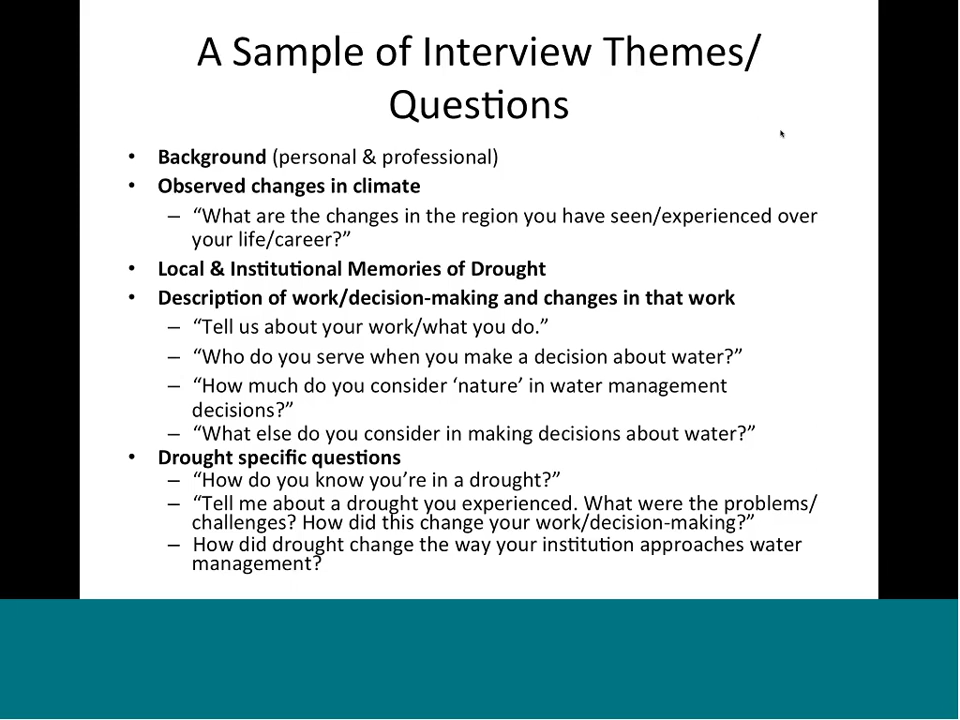 A Sample of Interview Themes/
Questions
• Background (personal & professional)
• Observed changes in climate
– “What are the changes in the region you have seen/experienced over
your life/career?”
• Local & Institutional Memories of Drought
• Description of work/decision-making and changes in that work
– “Tell us about your work/what you do.”
– “Who do you serve when you make a decision about water?”
– “How much do you consider ‘nature’ in water management
decisions?”
– “What else do you consider in making decisions about water?”
• Drought specific questions
– “How do you know you’re in a drought?”
– “Tell me about a drought you experienced. What were the problems/
challenges? How did this change your work/decision-making?”
– How did drought change the way your institution approaches water
management?